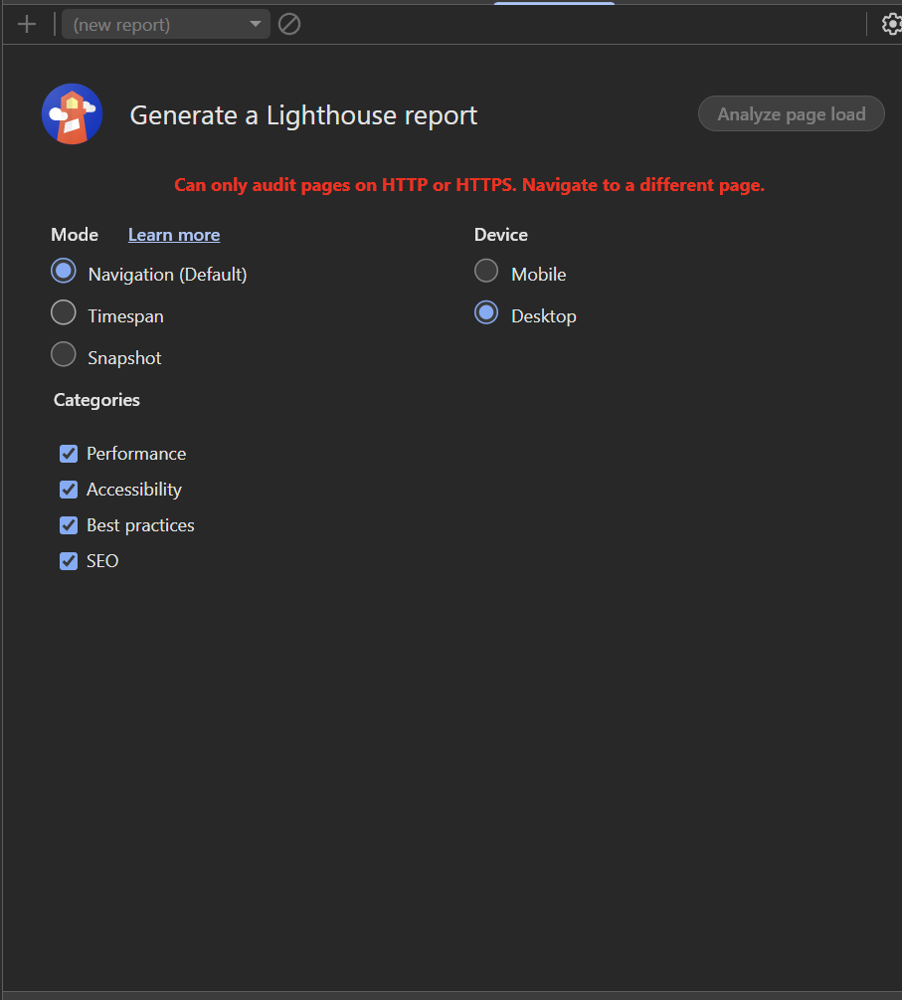 (new report)
Generate a Lighthouse report
Analyze page load
Can only audit pages on HTTP or HTTPS. Navigate to a different page.
Mode Learn more
Device
Navigation (Default)
Mobile
Timespan
Desktop
Snapshot
Categories
Performance
Accessibility
Best practices
SEO